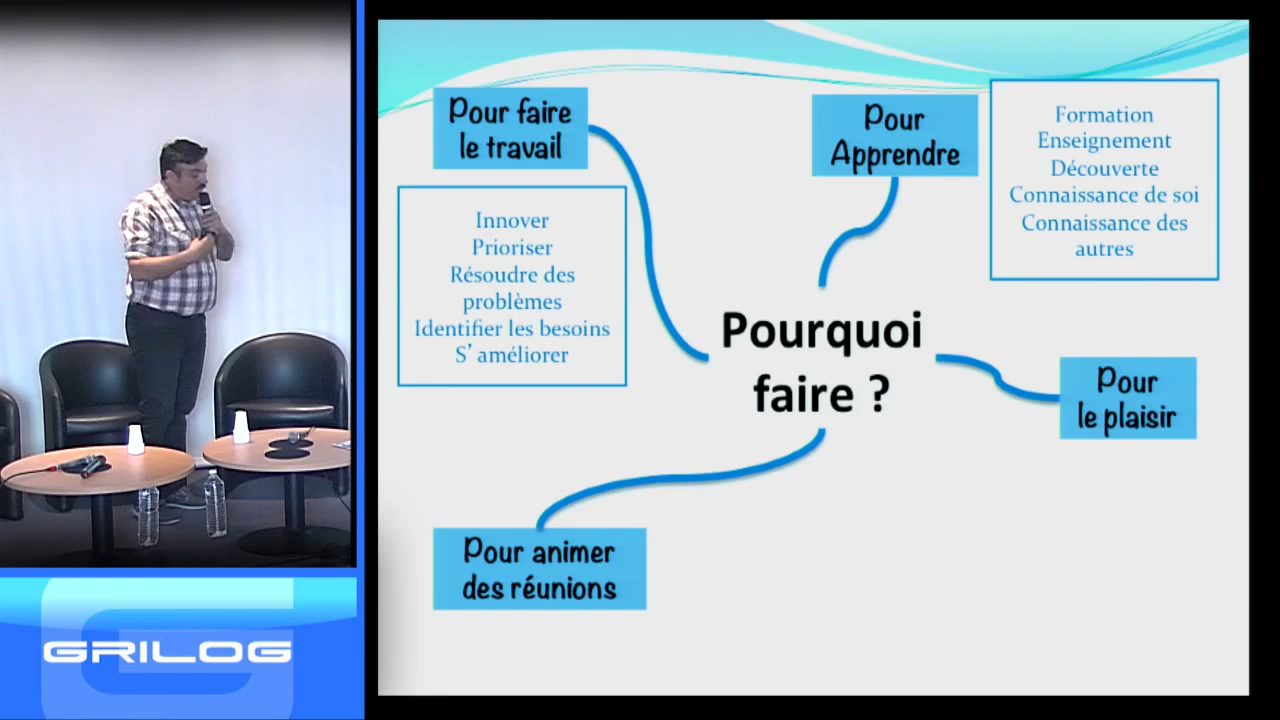 Pour faire
le travail
Innover
Prioriser
Résoudre des
problèmes
Identifier les besoins
S’ améliorer
Pour
Apprendre
Formation
Enseignement
Découverte
Connaissance de soi
Connaissance des
autres
Pourquoi
faire ?
Pour
le plaisir
Pour animer
des réunions
GRILOG